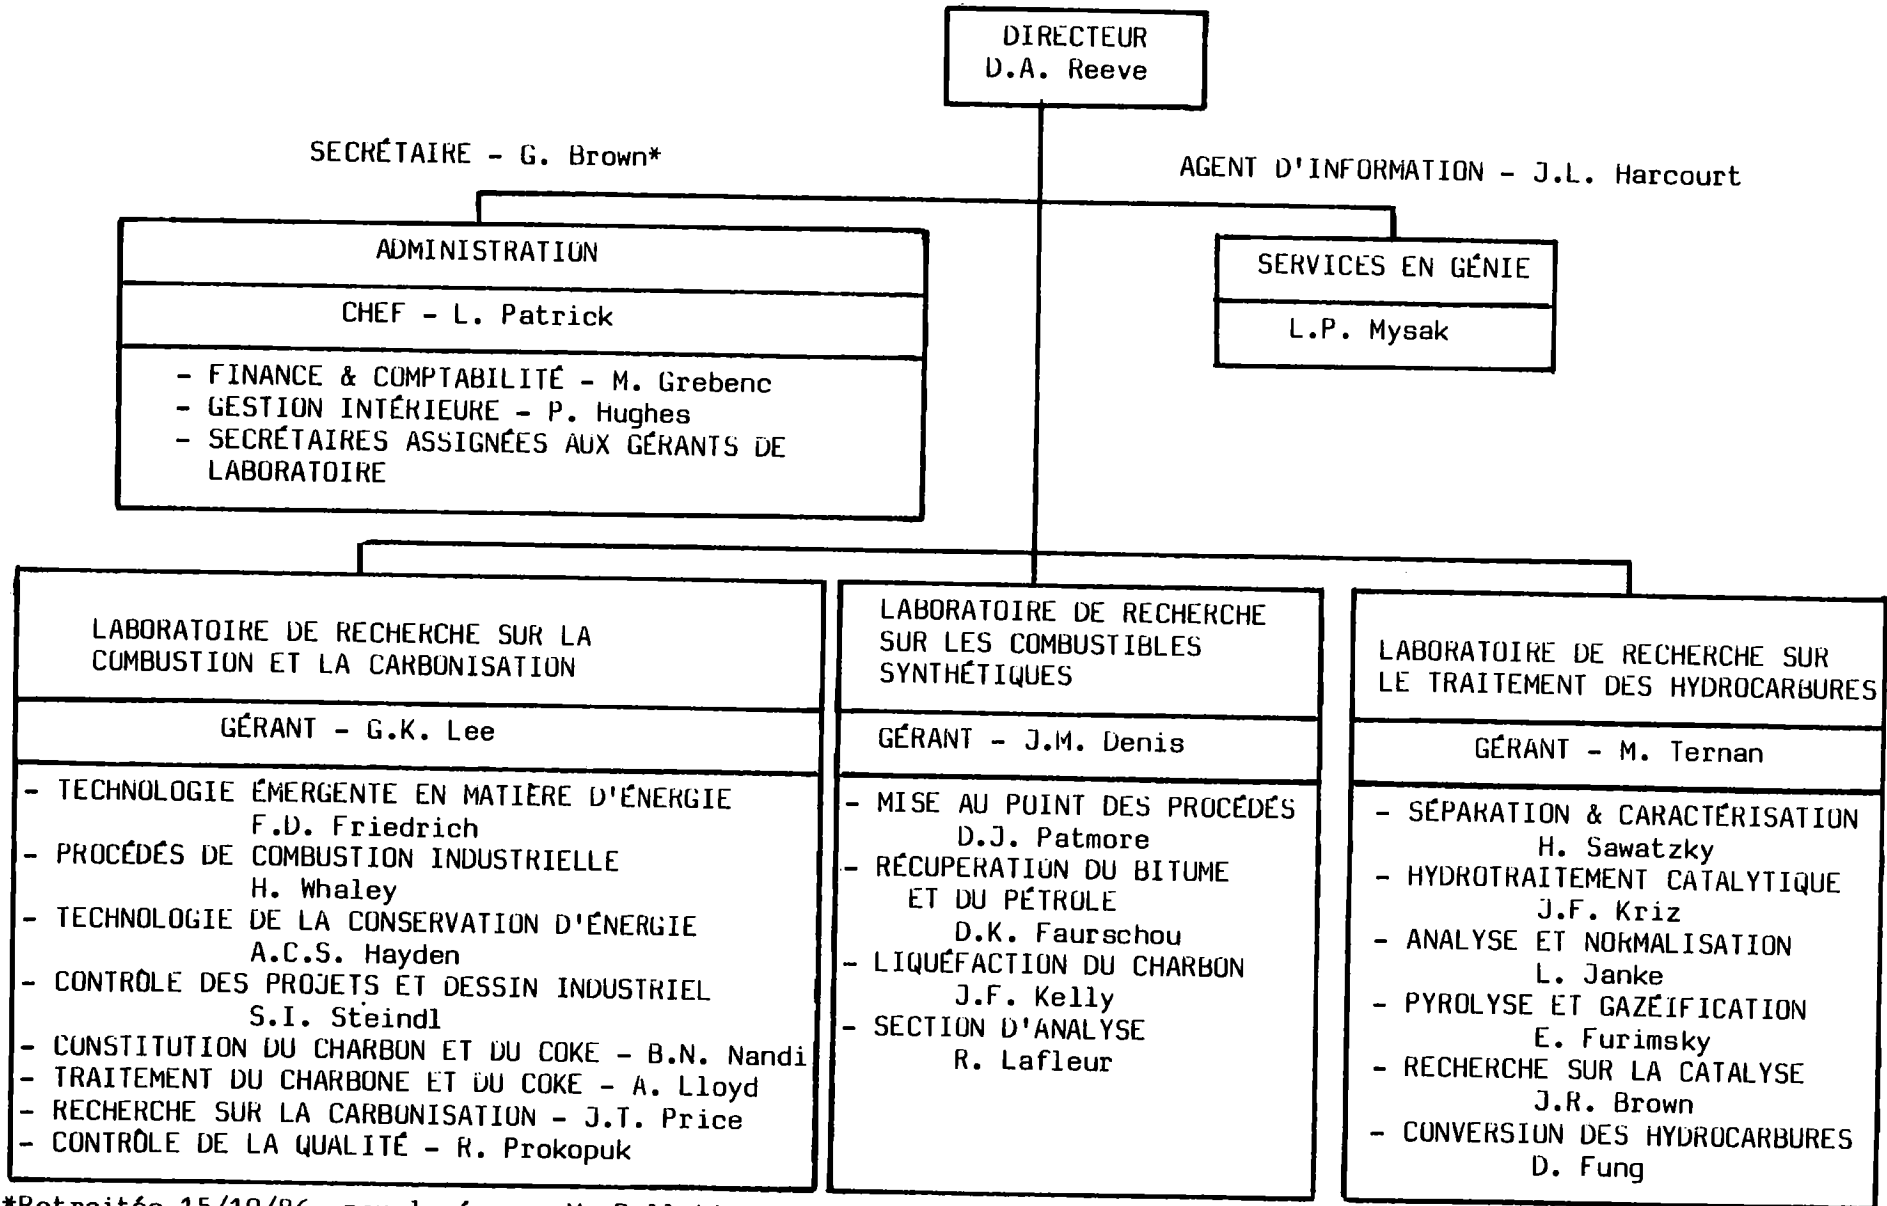 DIRECTEUR
D.A. Reeve
SECRÉTAIRE - G. Brown*
AGENT D'INFORMATION - J.L. Harcourt
ADMINISTRATION
CHEF - L. Patrick
- FINANCE & COMPTABILITÉ - M. Grebenc
- GESTION INTÉRIEURE - P. Hughes
- SECRÉTAIRES ASSIGNÉES AUX GÉRANTS DE
LABORATOIRE
SERVICES EN GÉNIE
L.P. Mysak
LABORATOIRE DE RECHERCHE SUR LA
COMBUSTION ET LA CARBONISATION
GÉRANT - G.K. Lee
- TECHNOLOGIE ÉMERGENTE EN MATIÈRE D'ÉNERGIE
F.D. Friedrich
- PROCÉDÉS DE COMBUSTION INDUSTRIELLE
H. Whaley
- TECHNOLOGIE DE LA CONSERVATION D'ÉNERGIE
A.C.S. Hayden
- CONTRÔLE DES PROJETS ET DESSIN INDUSTRIEL
S.I. Steindl
- CONSTITUTION DU CHARBON ET DU COKE - B.N. Nandi
- TRAITEMENT DU CHARBONE ET DU COKE - A. Lloyd
- RECHERCHE SUR LA CARBONISATION - J.T. Price
- CONTRÔLE DE LA QUALITÉ - R. Prokopuk
LABORATOIRE DE RECHERCHE
SUR LES COMBUSTIBLES
SYNTHÉTIQUES
GÉRANT - J.M. Denis
- MISE AU POINT DES PROCÉDÉS
D.J. Patmore
- RÉCUPERATION DU BITUME
ET DU PÉTROLE
D.K. Faurschou
- LIQUÉFACTION DU CHARBON
J.F. Kelly
- SECTION D'ANALYSE
R. Lafleur
LABORATOIRE DE RECHERCHE SUR
LE TRAITEMENT DES HYDROCARBURES
GÉRANT - M. Ternan
- SÉPARATION & CARACTÉRISATION
H. Sawatzky
- HYDROTRAITEMENT CATALYTIQUE
J.F. Kriz
- ANALYSE ET NORMALISATION
L. Janke
- PYROLYSE ET GAZÉIFICATION
E. Furimsky
- RECHERCHE SUR LA CATALYSE
J.R. Brown
- CONVERSION DES HYDROCARBURES
D. Fung